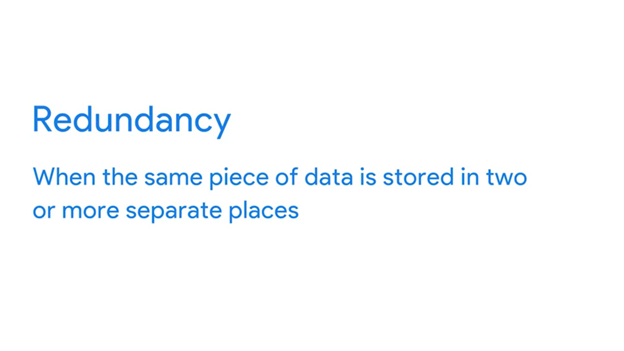 Redundancy
When the same piece of data is stored in two
or more separate places